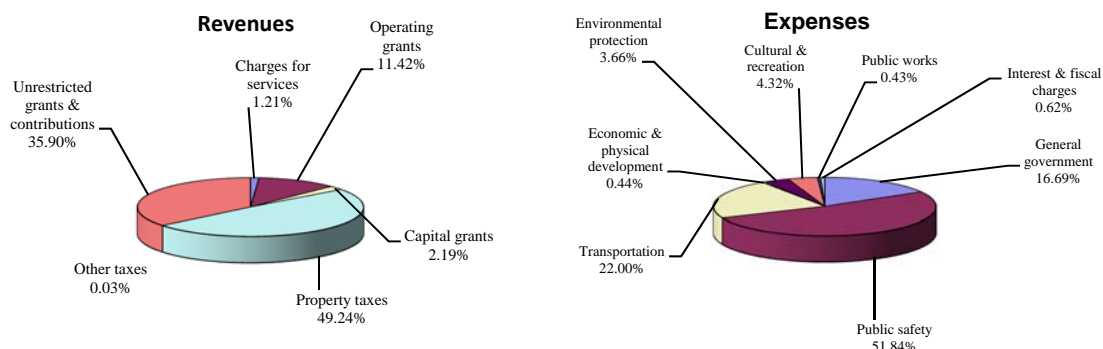 Revenues
Operating
grants
11.42%
Charges for
services
1.21%
Unrestricted
grants &
contributions
35.90%
Capital grants
2.19%
Other taxes
0.03%
Property taxes
49.24%
Expenses
Environmental
protection
3.66%
Cultural &
recreation
4.32%
Public works
0.43%
Interest & fiscal
charges
0.62%
Economic &
physical
development
0.44%
General
government
16.69%
Transportation
22.00%
Public safety
51.84%